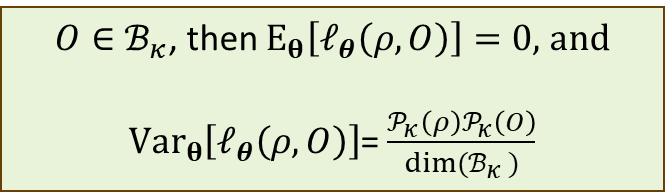 O ∈ ℬ_κ, then E_𝛉[ℓ_𝜽(ρ, O)] = 0, and
Var_𝛉[ℓ_𝜽(ρ, O)]= 𝒫_κ(ρ)𝒫_κ(O) / dim(ℬ_κ)